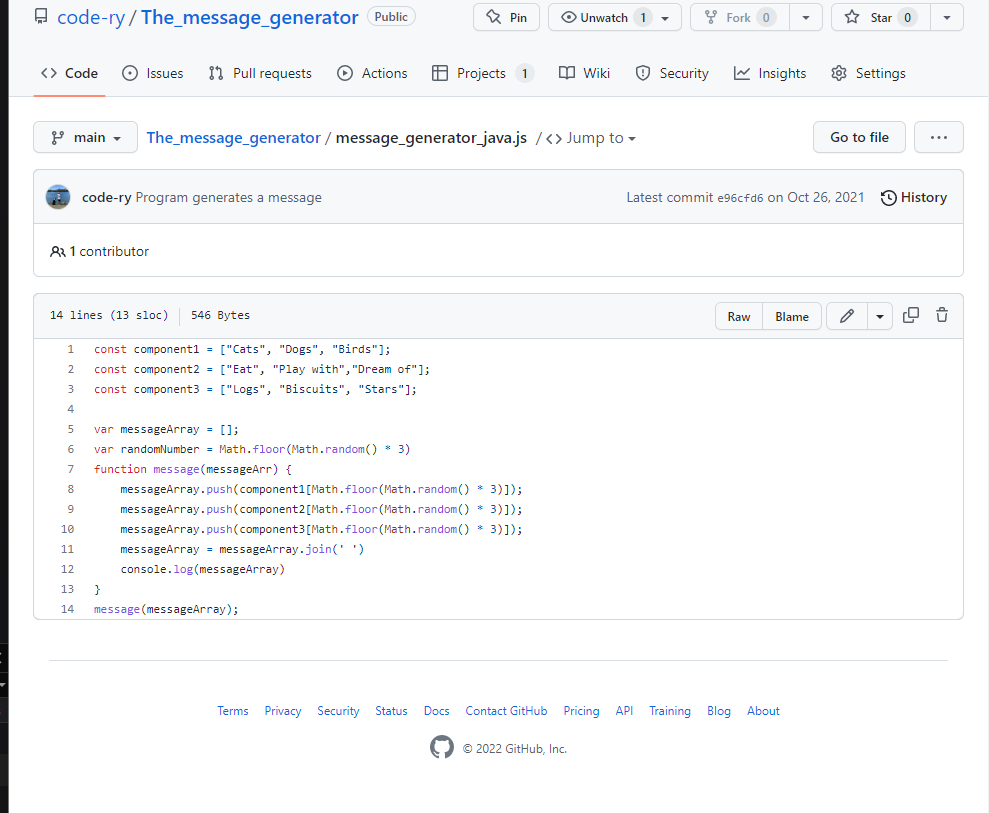 code-ry / The_message_generator Public Pin Unwatch 1 Fork 0 Star 0
Code Issues Pull requests Actions Projects 1 Wiki Security Insights Settings
main The_message_generator / message_generator_java.js / <> Jump to Go to file ...
code-ry Program generates a message Latest commit e96cfd6 on Oct 26, 2021 History
1 contributor
14 lines (13 sloc) 546 Bytes Raw Blame
1 const component1 = ["Cats", "Dogs", "Birds"];
2 const component2 = ["Eat", "Play with","Dream of"];
3 const component3 = ["Logs", "Biscuits", "Stars"];
4
5 var messageArray = [];
6 var randomNumber = Math.floor(Math.random() * 3)
7 function message(messageArr) {
8 messageArray.push(component1[Math.floor(Math.random() * 3)]);
9 messageArray.push(component2[Math.floor(Math.random() * 3)]);
10 messageArray.push(component3[Math.floor(Math.random() * 3)]);
11 messageArray = messageArray.join(' ')
12 console.log(messageArray)
13 }
14 message(messageArray);
Terms Privacy Security Status Docs Contact GitHub Pricing API Training Blog About
© 2022 GitHub, Inc.